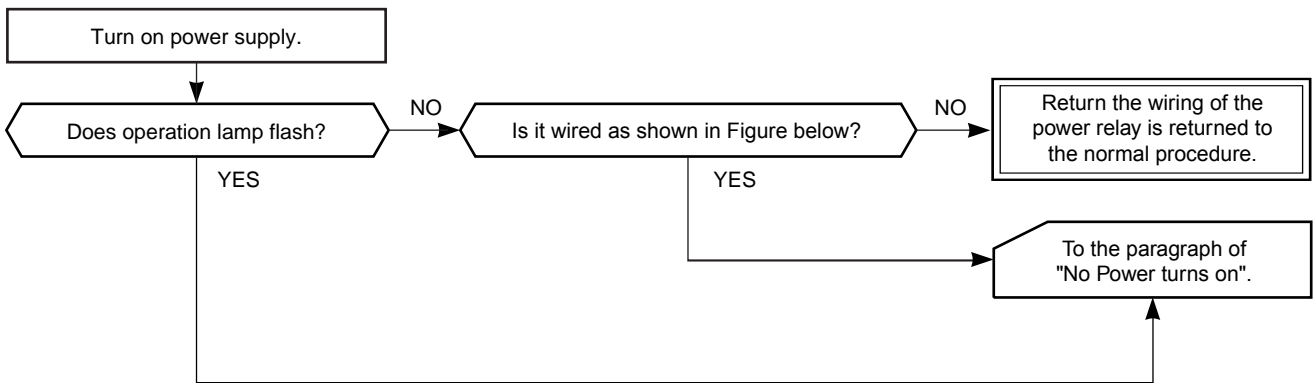 Turn on power supply.
Does operation lamp flash?
NO
Is it wired as shown in Figure below?
NO
Return the wiring of the
power relay is returned to
the normal procedure.
YES
YES
To the paragraph of
"No Power turns on".